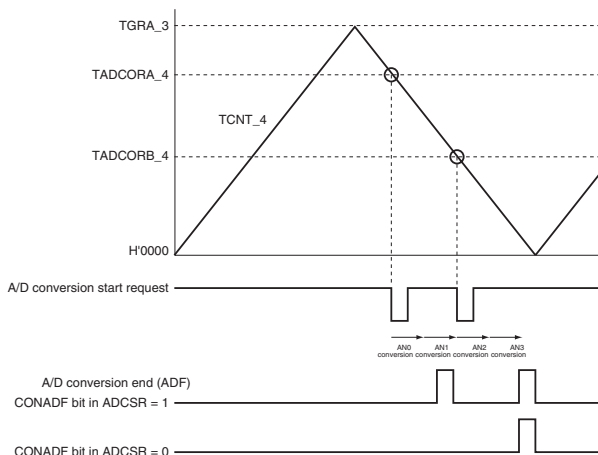 TGRA_3
TADCORA_4
TCNT_4
TADCORB_4
H'0000
A/D conversion start request
AN0 AN1 AN2 AN3
conversion conversion conversion conversion
A/D conversion end (ADF)
CONADF bit in ADCSR = 1
CONADF bit in ADCSR = 0